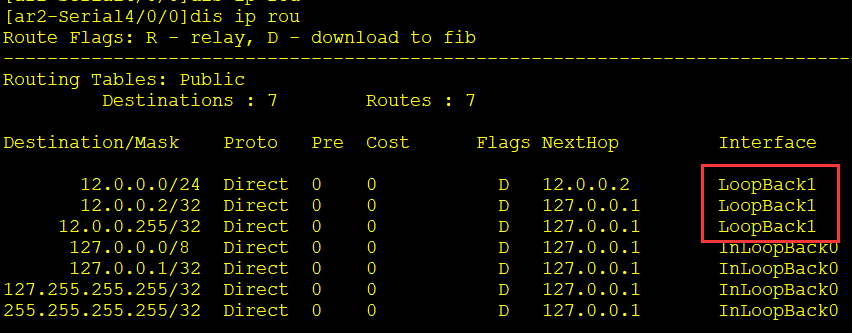 [ar2-Serial4/0/0]dis ip rou
Route Flags: R - relay, D - download to fib
------------------------------------------------------------------------------
Routing Tables: Public
Destinations : 7        Routes : 7
Destination/Mask    Proto   Pre  Cost      Flags NextHop         Interface
12.0.0.0/24  Direct  0    0           D   12.0.0.2        LoopBack1
12.0.0.2/32  Direct  0    0           D   127.0.0.1       LoopBack1
12.0.0.255/32  Direct  0    0           D   127.0.0.1       LoopBack1
127.0.0.0/8   Direct  0    0           D   127.0.0.1       InLoopBack0
127.0.0.1/32  Direct  0    0           D   127.0.0.1       InLoopBack0
127.255.255.255/32  Direct  0    0           D   127.0.0.1       InLoopBack0
255.255.255.255/32  Direct  0    0           D   127.0.0.1       InLoopBack0